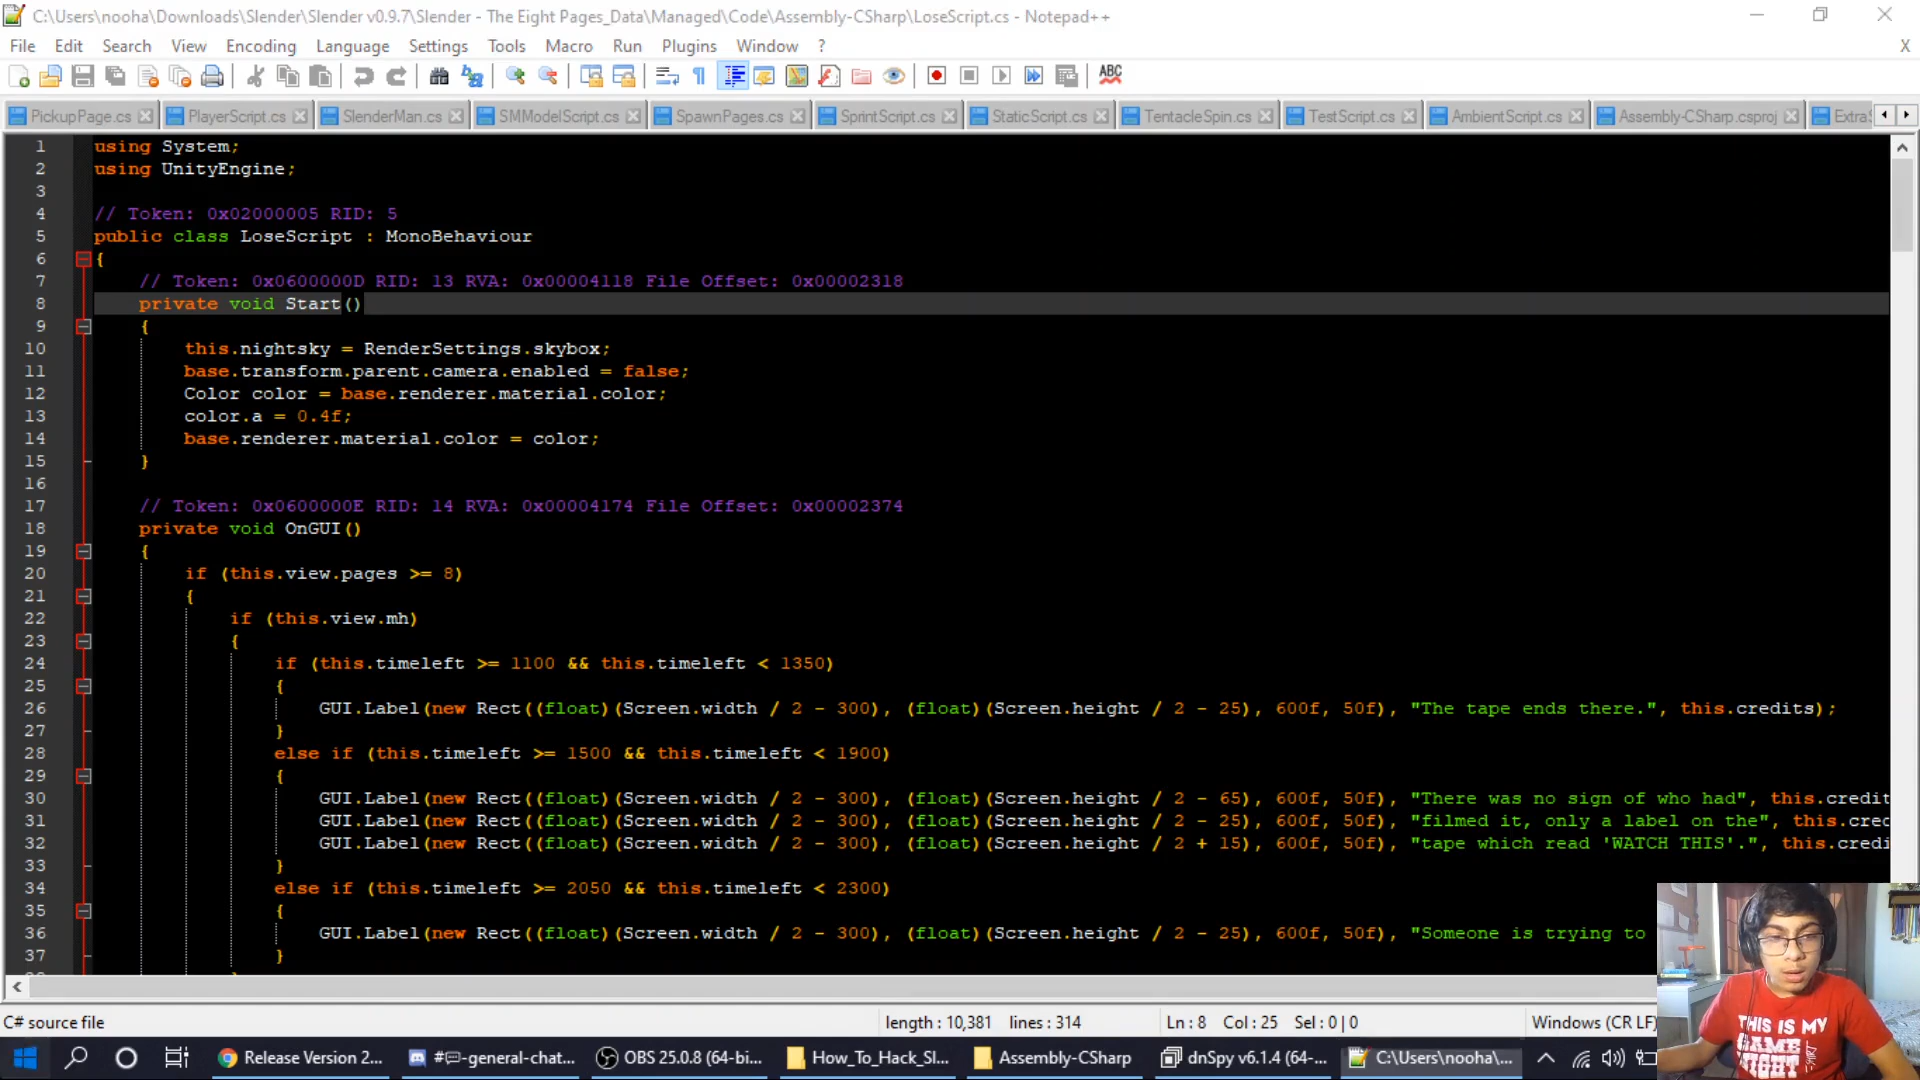 C:\Users\nooha\Downloads\Slender\Slender v0.9.7\Slender - The Eight Pages_Data\Managed\Code\Assembly-CSharp\LoseScript.cs - Notepad++
File Edit Search View Encoding Language Settings Tools Macro Run Plugins Window ? X
ABC
PickupPage.cs PlayerScript.cs SlenderMan.cs SMModelScript.cs SpawnPages.cs SprintScript.cs StaticScript.cs TentacleSpin.cs TestScript.cs AmbientScript.cs Assembly-CSharp.csproj ExtraS
1 using System;
2 using UnityEngine;
3
4 // Token: 0x02000005 RID: 5
5 public class LoseScript : MonoBehaviour
6 {
7 // Token: 0x0600000D RID: 13 RVA: 0x00004118 File Offset: 0x00002318
8 private void Start()
9 {
10 this.nightsky = RenderSettings.skybox;
11 base.transform.parent.camera.enabled = false;
12 Color color = base.renderer.material.color;
13 color.a = 0.4f;
14 base.renderer.material.color = color;
15 }
16
17 // Token: 0x0600000E RID: 14 RVA: 0x00004174 File Offset: 0x00002374
18 private void OnGUI()
19 {
20 if (this.view.pages >= 8)
21 {
22 if (this.view.mh)
23 {
24 if (this.timeleft >= 1100 && this.timeleft < 1350)
25 {
26 GUI.Label(new Rect((float)(Screen.width / 2 - 300), (float)(Screen.height / 2 - 25), 600f, 50f), "The tape ends there.", this.credits);
27 }
28 else if (this.timeleft >= 1500 && this.timeleft < 1900)
29 {
30 GUI.Label(new Rect((float)(Screen.width / 2 - 300), (float)(Screen.height / 2 - 65), 600f, 50f), "There was no sign of who had", this.credit
31 GUI.Label(new Rect((float)(Screen.width / 2 - 300), (float)(Screen.height / 2 - 25), 600f, 50f), "filmed it, only a label on the", this.cred
32 GUI.Label(new Rect((float)(Screen.width / 2 - 300), (float)(Screen.height / 2 + 15), 600f, 50f), "tape which read 'WATCH THIS'.", this.credi
33 }
34 else if (this.timeleft >= 2050 && this.timeleft < 2300)
35 {
36 GUI.Label(new Rect((float)(Screen.width / 2 - 300), (float)(Screen.height / 2 - 25), 600f, 50f), "Someone is trying to
37 }
THIS IS MY
GAME
NIGHT
C# source file length : 10,381 lines : 314 Ln : 8 Col : 25 Sel : 0 | 0 Windows (CR LF)
Release Version 2... #💬-general-chat... OBS 25.0.8 (64-bi... How_To_Hack_Sl... Assembly-CSharp dnSpy v6.1.4 (64-... C:\Users\nooha\...